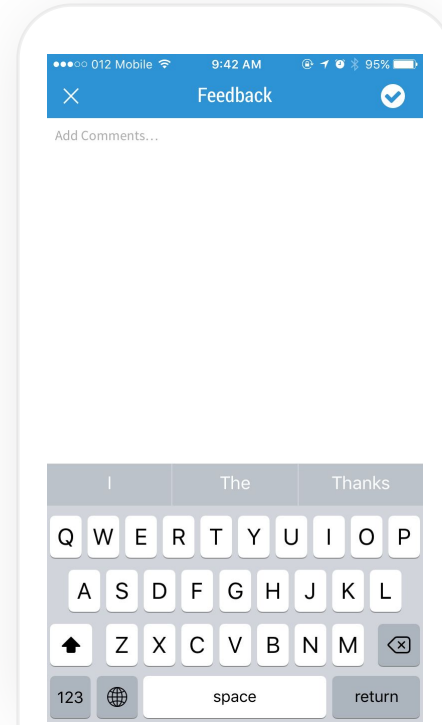 012 Mobile 9:42 AM 95%
Feedback
Add Comments...
I The Thanks
Q W E R T Y U I O P
A S D F G H J K L
Z X C V B N M
123 space return